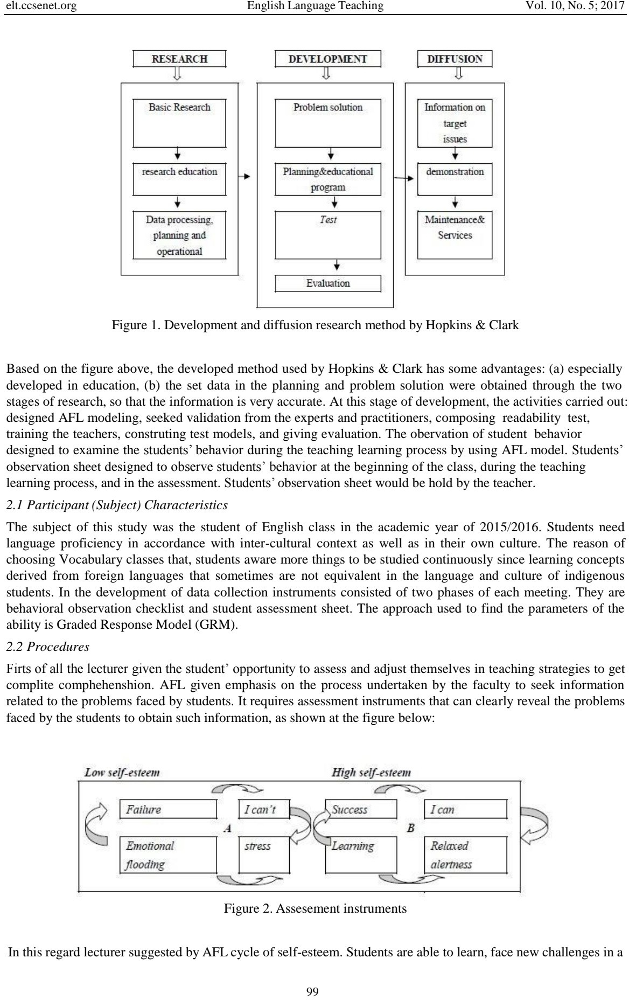 elt.ccsenet.org English Language Teaching Vol. 10, No. 5; 2017
RESEARCH
Basic Research
research education
Data processing,
planning and
operational
DEVELOPMENT
Problem solution
Planning&educational
program
Test
Evaluation
DIFFUSION
Information on
target
issues
demonstration
Maintenance&
Services
Figure 1. Development and diffusion research method by Hopkins & Clark
Based on the figure above, the developed method used by Hopkins & Clark has some advantages: (a) especially
developed in education, (b) the set data in the planning and problem solution were obtained through the two
stages of research, so that the information is very accurate. At this stage of development, the activities carried out:
designed AFL modeling, seeked validation from the experts and practitioners, composing readability test,
training the teachers, construting test models, and giving evaluation. The obervation of student behavior
designed to examine the students’ behavior during the teaching learning process by using AFL model. Students’
observation sheet designed to observe students’ behavior at the beginning of the class, during the teaching
learning process, and in the assessment. Students’ observation sheet would be hold by the teacher.
2.1 Participant (Subject) Characteristics
The subject of this study was the student of English class in the academic year of 2015/2016. Students need
language proficiency in accordance with inter-cultural context as well as in their own culture. The reason of
choosing Vocabulary classes that, students aware more things to be studied continuously since learning concepts
derived from foreign languages that sometimes are not equivalent in the language and culture of indigenous
students. In the development of data collection instruments consisted of two phases of each meeting. They are
behavioral observation checklist and student assessment sheet. The approach used to find the parameters of the
ability is Graded Response Model (GRM).
2.2 Procedures
Firts of all the lecturer given the student’ opportunity to assess and adjust themselves in teaching strategies to get
complite comphehenshion. AFL given emphasis on the process undertaken by the faculty to seek information
related to the problems faced by students. It requires assessment instruments that can clearly reveal the problems
faced by the students to obtain such information, as shown at the figure below:
Low self-esteem
Failure
I can’t
A
Emotional
flooding
stress
High self-esteem
Success
I can
B
Learning
Relaxed
alertness
Figure 2. Assesement instruments
In this regard lecturer suggested by AFL cycle of self-esteem. Students are able to learn, face new challenges in a
99